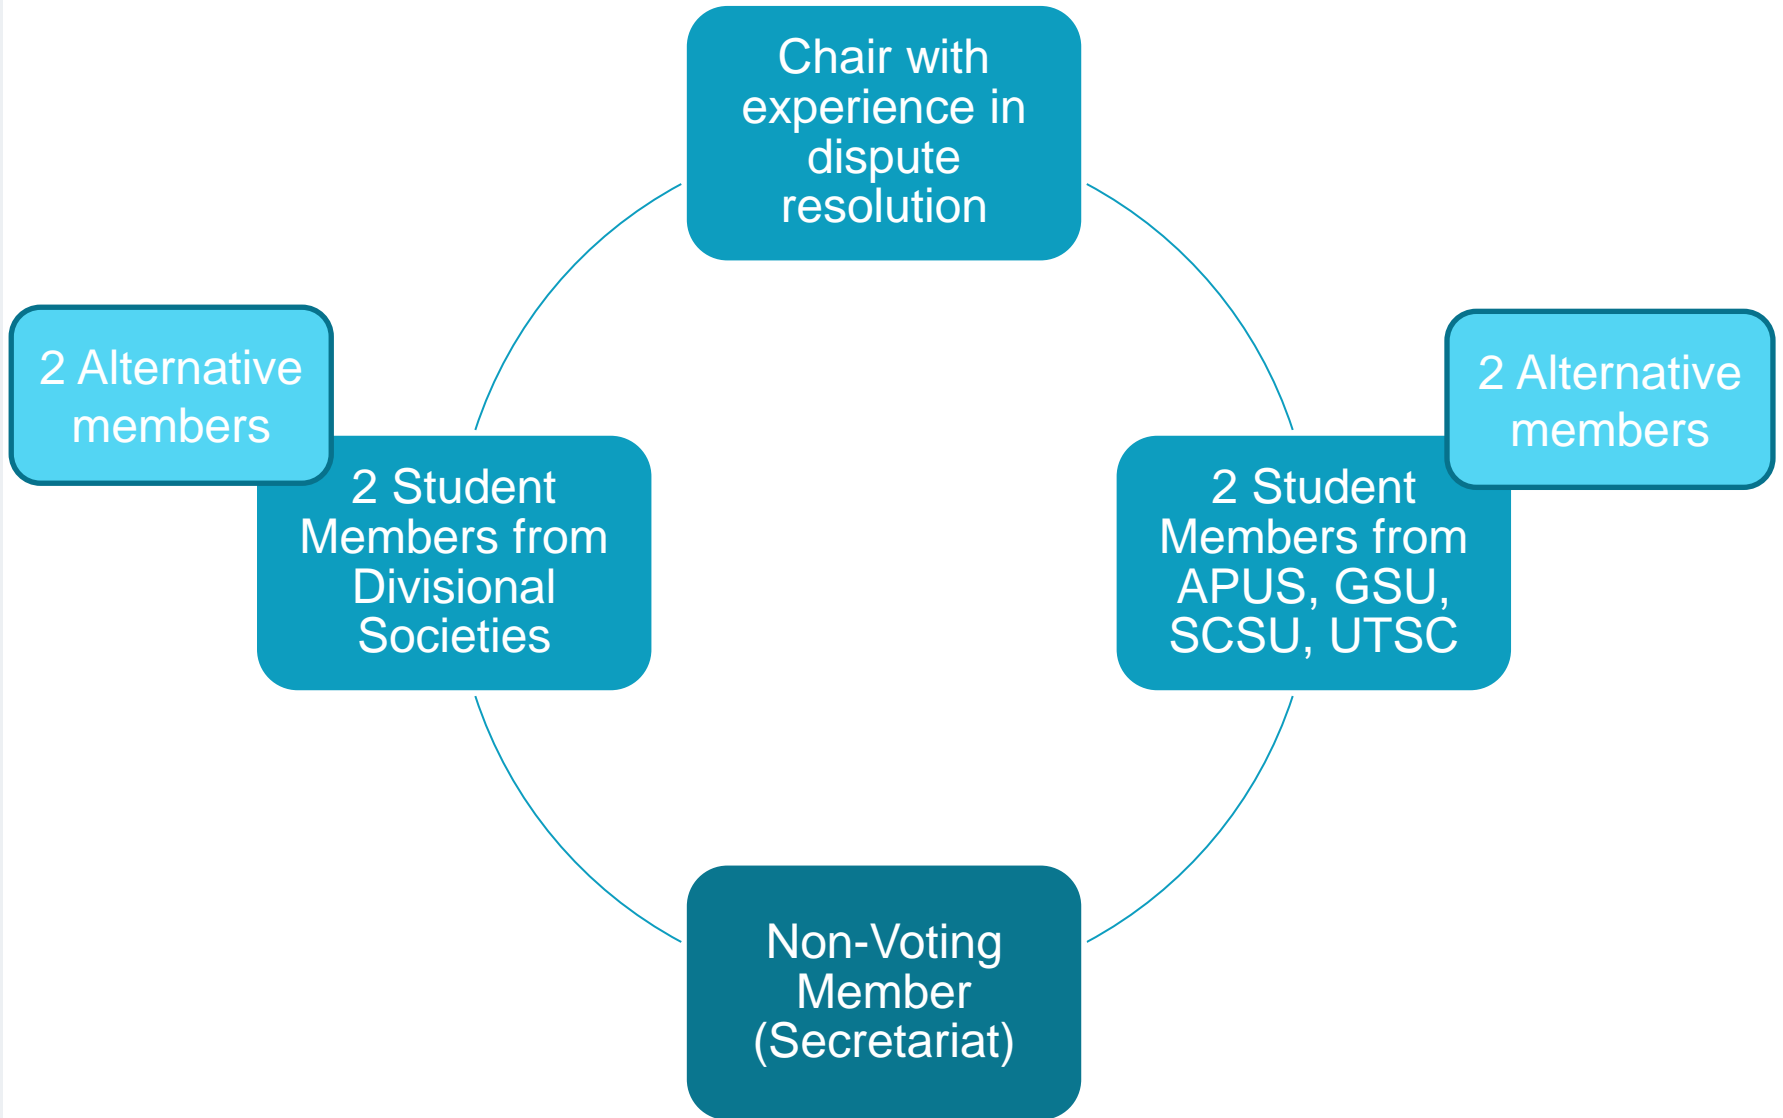 Chair with
experience in
dispute
resolution
2 Alternative
members
2 Alternative
members
2 Student
Members from
Divisional
Societies
2 Student
Members from
APUS, GSU,
SCSU, UTSC
Non-Voting
Member
(Secretariat)